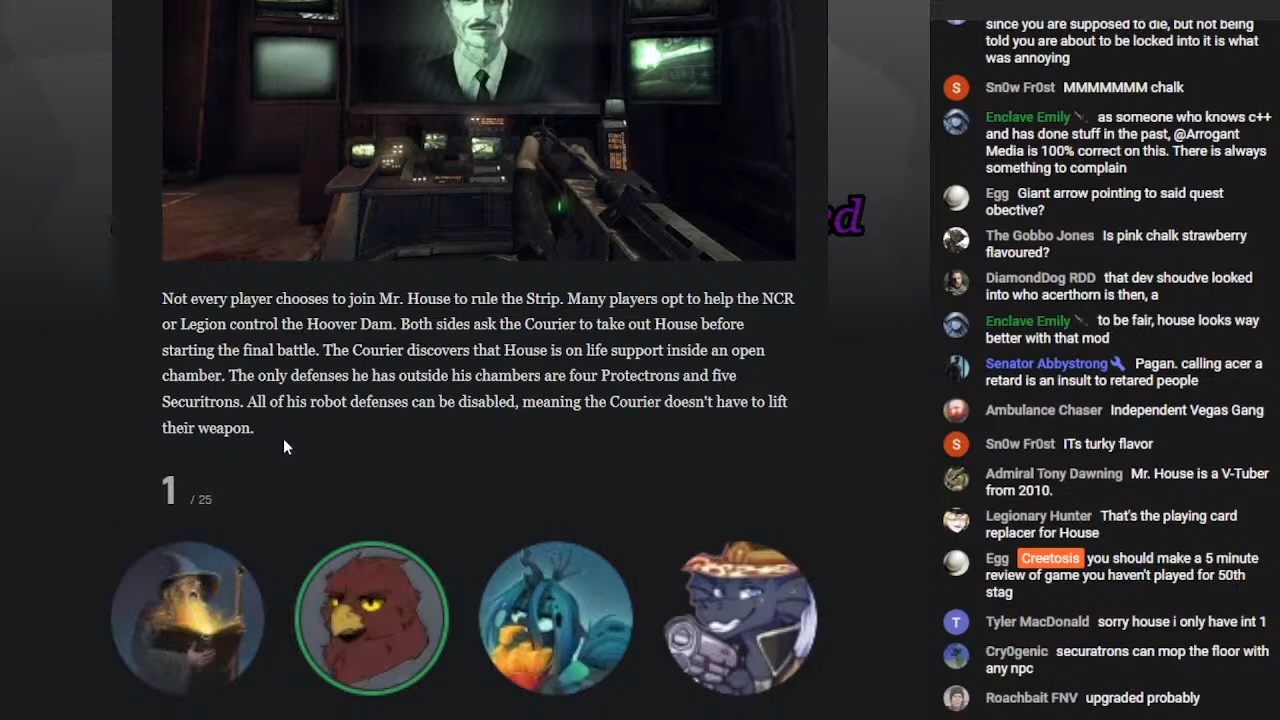 Not every player chooses to join Mr. House to rule the Strip. Many players opt to help the NCR
or Legion control the Hoover Dam. Both sides ask the Courier to take out House before
starting the final battle. The Courier discovers that House is on life support inside an open
chamber. The only defenses he has outside his chambers are four Protectrons and five
Securitrons. All of his robot defenses can be disabled, meaning the Courier doesn't have to lift
their weapon.
1 / 25
ed
since you are supposed to die, but not being
told you are about to be locked into it is what
was annoying
S Sn0w Fr0st MMMMMMM chalk
Enclave Emily as someone who knows c++
and has done stuff in the past, @Arrogant
Media is 100% correct on this. There is always
something to complain
Egg Giant arrow pointing to said quest
obective?
The Gobbo Jones Is pink chalk strawberry
flavoured?
DiamondDog RDD that dev shoudve looked
into who acerthorn is then, a
Enclave Emily to be fair, house looks way
better with that mod
Senator Abbystrong Pagan. calling acer a
retard is an insult to retared people
Ambulance Chaser Independent Vegas Gang
S Sn0w Fr0st ITs turky flavor
Admiral Tony Dawning Mr. House is a V-Tuber
from 2010.
Legionary Hunter That's the playing card
replacer for House
Egg Creetosis you should make a 5 minute
review of game you haven't played for 50th
stag
T Tyler MacDonald sorry house i only have int 1
Cry0genic securatrons can mop the floor with
any npc
Roachbait FNV upgraded probably